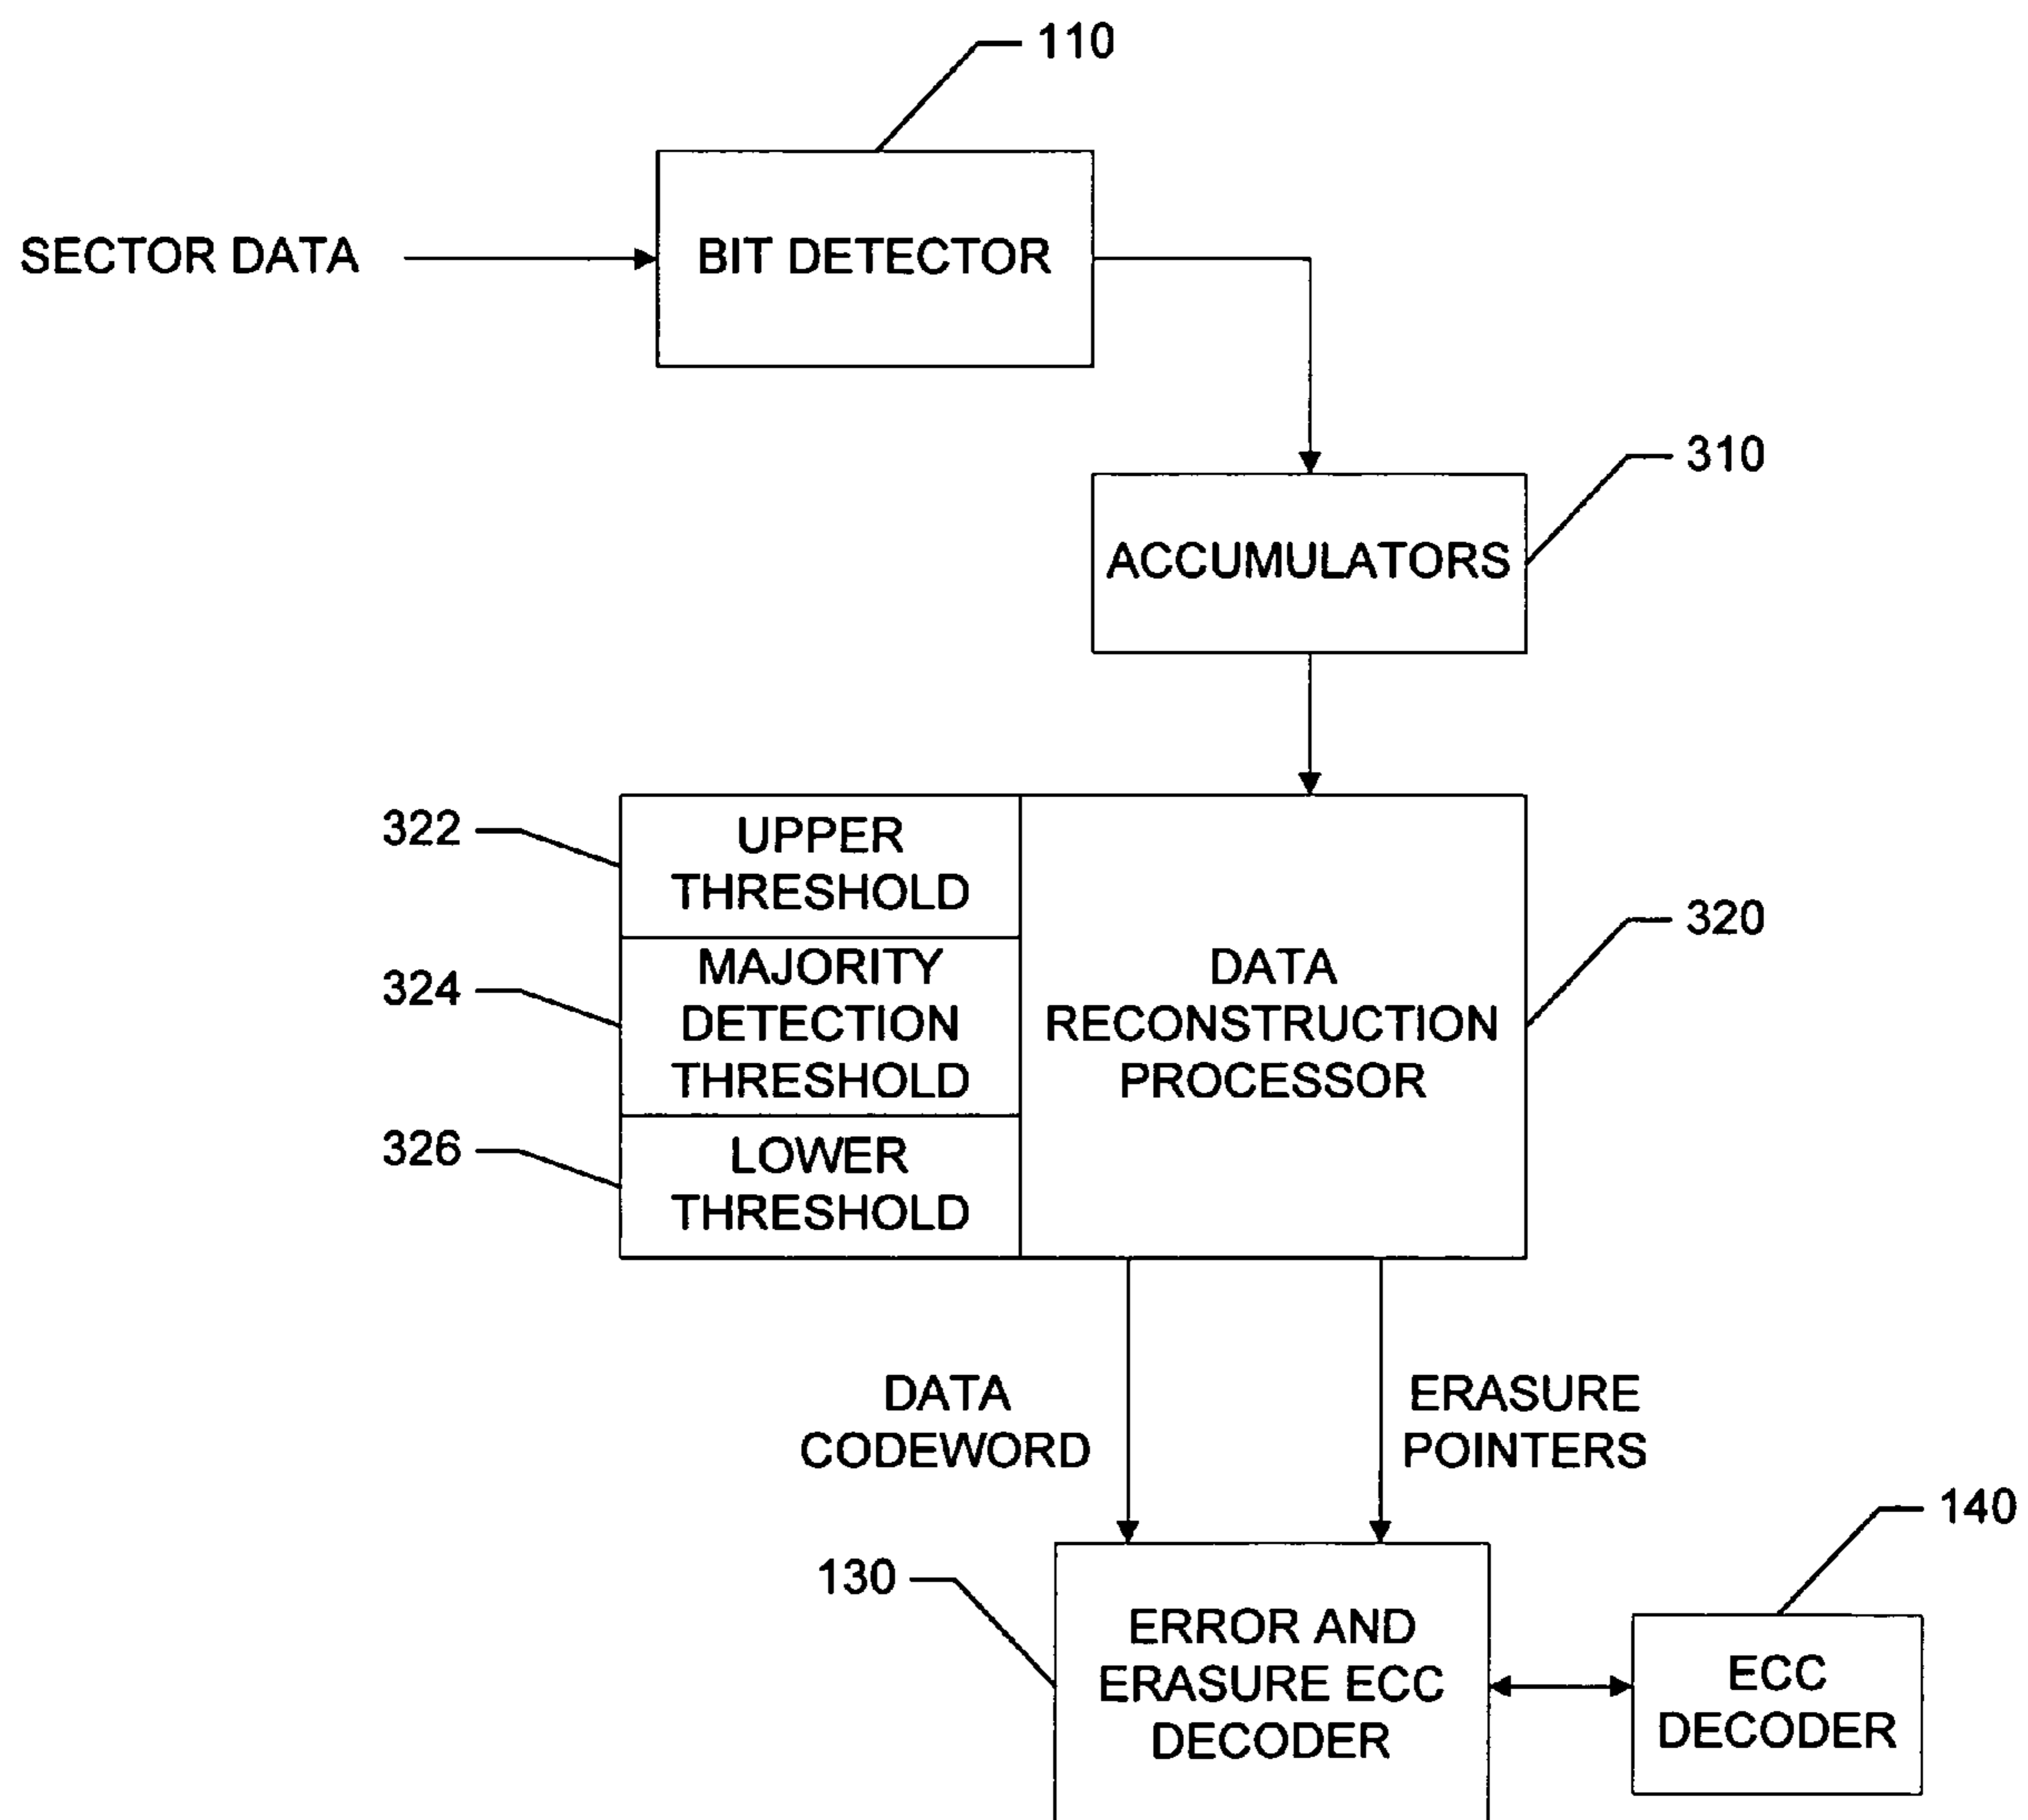 110
SECTOR DATA
BIT DETECTOR
310
ACCUMULATORS
322
UPPER
THRESHOLD
324
MAJORITY
DETECTION
THRESHOLD
326
LOWER
THRESHOLD
320
DATA
RECONSTRUCTION
PROCESSOR
DATA
CODEWORD
ERASURE
POINTERS
130
ERROR AND
ERASURE ECC
DECODER
140
ECC
DECODER